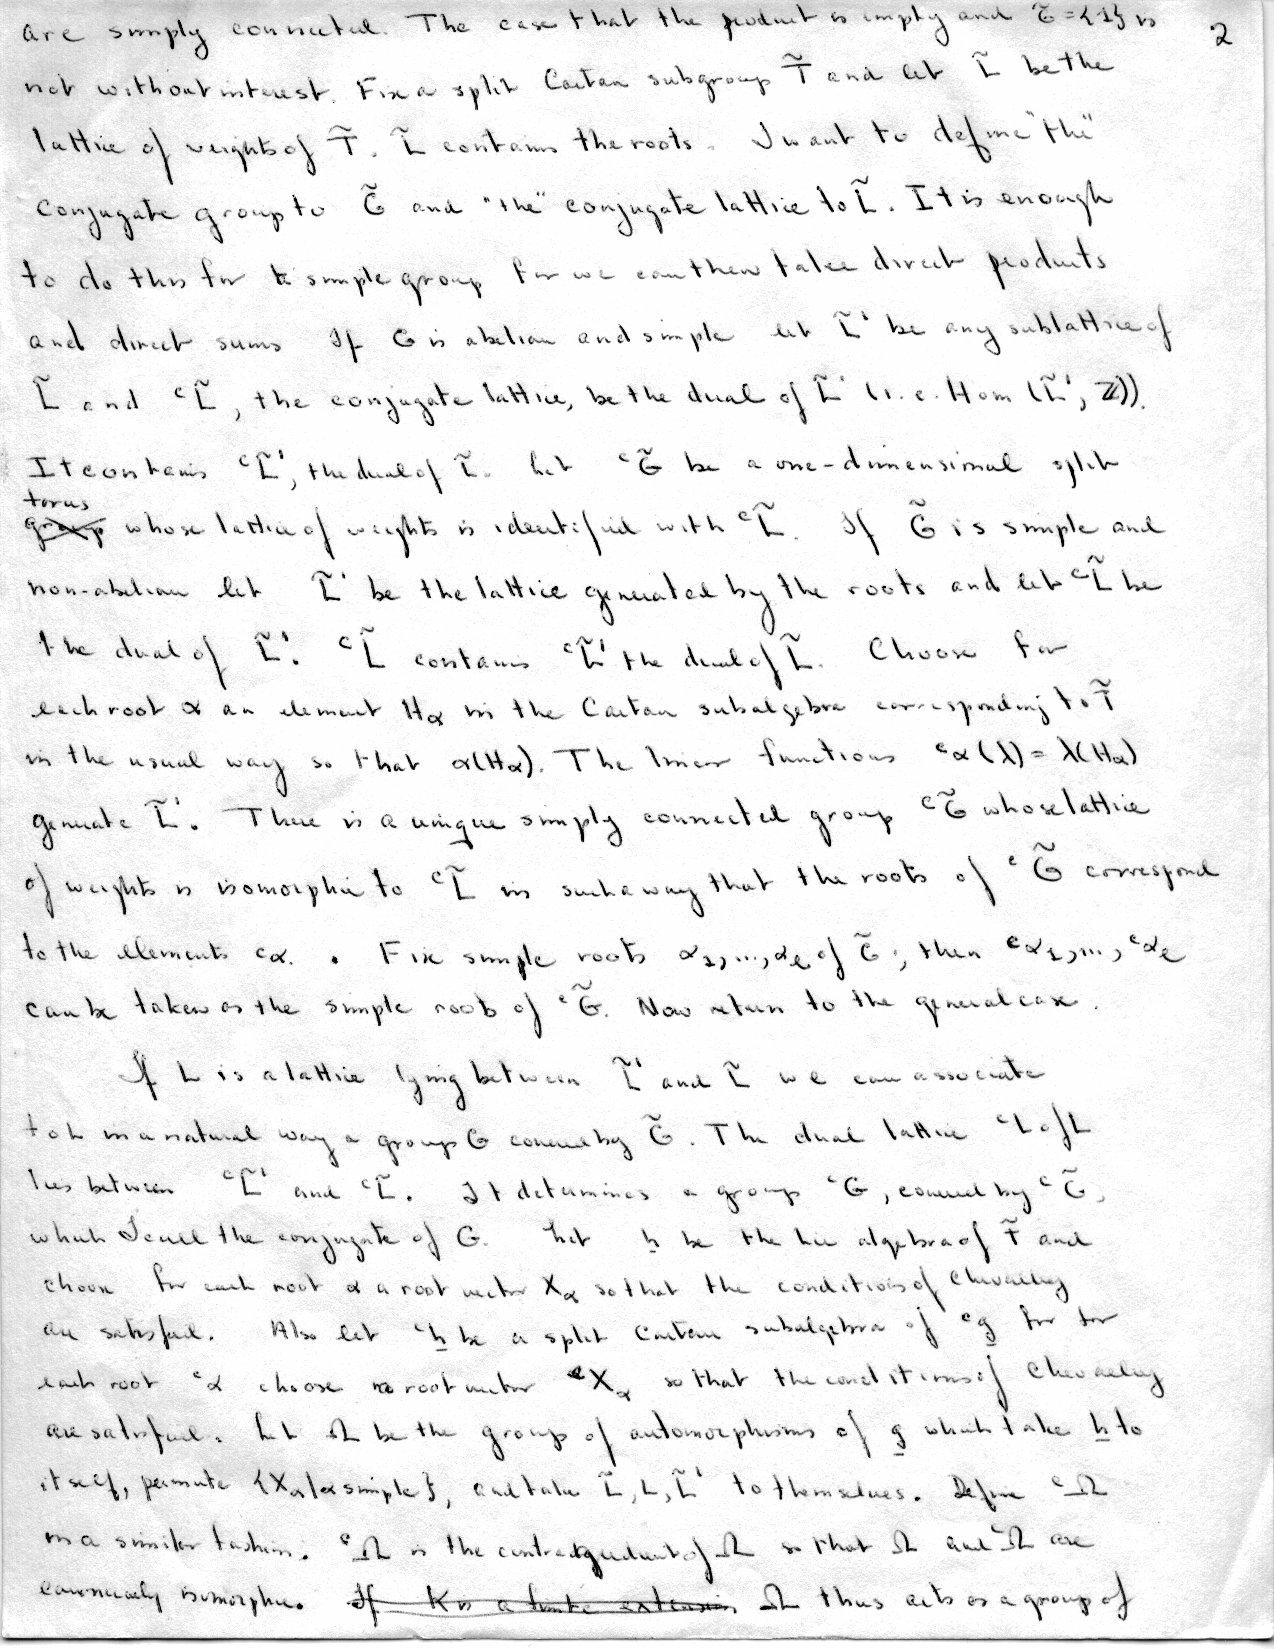 are simply connected. The case that the product is empty and G̃ = {1} is
2
not without interest. Fix a split Cartan subgroup T̃ and let L̃ be the
lattice of weights of T̃. L̃ contains the roots. I want to define "the"
conjugate group to G̃ and "the" conjugate lattice to L̃. It is enough
to do this for a simple group for we can then take direct products
and direct sums If G is abelian and simple let L̃' be any sublattice of
L̃ and ᶜL̃, the conjugate lattice, be the dual of L̃' (i.e. Hom (L̃', ℤ)).
It contains ᶜL̃', the dual of L̃. Let ᶜG̃ be a one-dimensional split
torus
group whose lattice of weights is identified with ᶜL̃. If G̃ is simple and
non-abelian let L̃' be the lattice generated by the roots and let ᶜL̃ be
the dual of L̃'. ᶜL̃ contains ᶜL̃' the dual of L̃. Choose for
each root α an element Hα in the Cartan subalgebra corresponding to T̃
in the usual way so that α(Hα). The linear functions ᶜα(λ) = λ(Hα)
generate L̃'. There is a unique simply connected group ᶜG̃ whose lattice
of weights is isomorphic to ᶜL̃ in such a way that the roots of ᶜG̃ correspond
to the elements ᶜα. . Fix simple roots α₁,...,αℓ of G̃; then ᶜα₁,...,ᶜαℓ
can be taken as the simple roots of ᶜG̃. Now return to the general case.
If L is a lattice lying between L̃' and L̃ we can associate
to L in a natural way a group G covered by G̃. The dual lattice ᶜL of L
lies between ᶜL̃' and ᶜL̃. It determines a group ᶜG, covered by ᶜG̃,
which I call the conjugate of G. Let h be the Lie algebra of T̃ and
choose for each root α a root vector Xα so that the conditions of Chevalley
are satisfied. Also let ᶜh be a split Cartan subalgebra of ᶜg for for
each root ᶜα choose a root vector ᶜXα so that the conditions of Chevalley
are satisfied. Let Ω be the group of automorphisms of g which take h to
itself, permute {Xα|α simple}, and take L̃, L, L̃' to themselves. Define ᶜΩ
in a similar fashion. ᶜΩ is the contragredient of Ω so that Ω and ᶜΩ are
canonically isomorphic. If K is a finite extension Ω thus acts as a group of